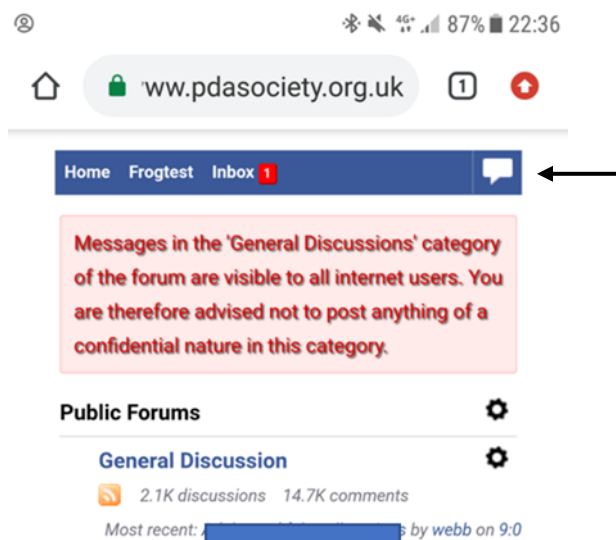 4G+ 87% 22:36
ww.pdasociety.org.uk 1
Home Frogtest Inbox 1
Messages in the 'General Discussions' category
of the forum are visible to all internet users. You
are therefore advised not to post anything of a
confidential nature in this category.
Public Forums
General Discussion
2.1K discussions 14.7K comments
Most recent: by webb on 9:0